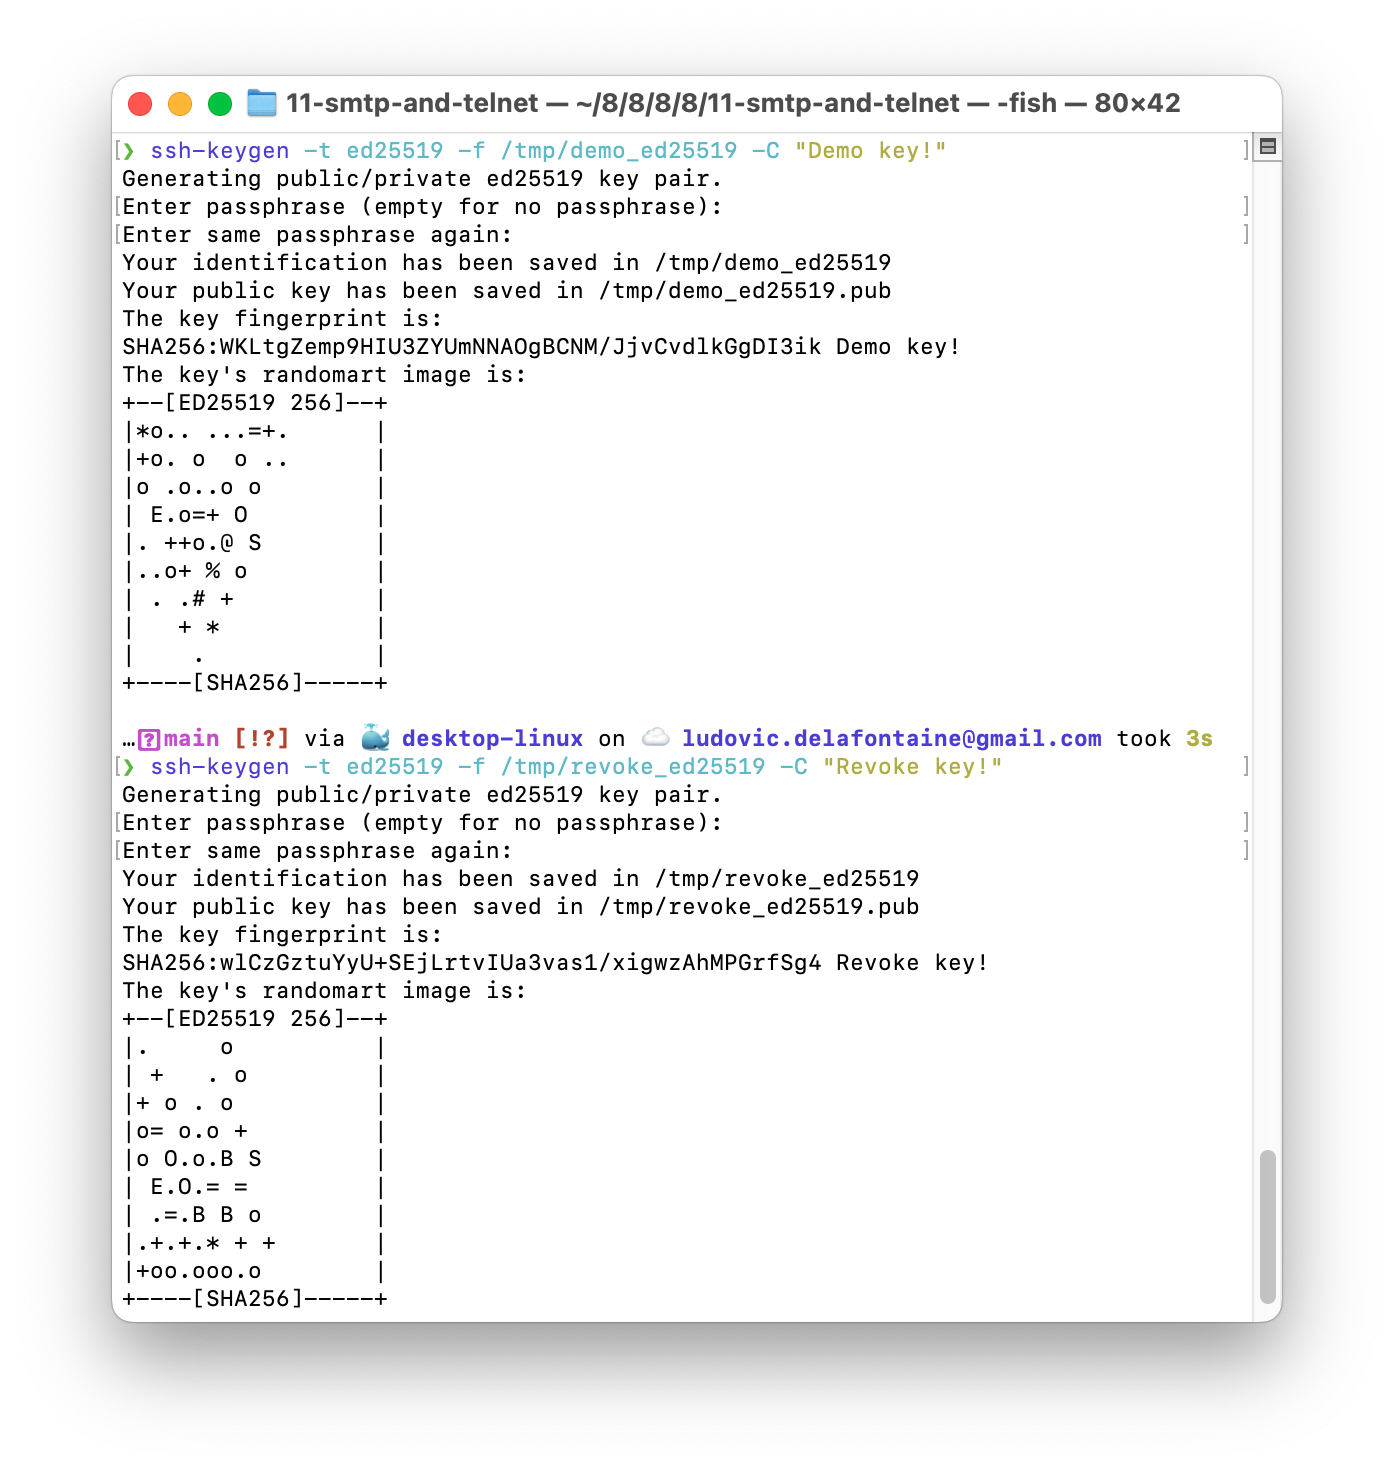 11-smtp-and-telnet — ~/8/8/8/8/11-smtp-and-telnet — -fish — 80×42
[❯ ssh-keygen -t ed25519 -f /tmp/demo_ed25519 -C "Demo key!" ]
Generating public/private ed25519 key pair.
[Enter passphrase (empty for no passphrase): ]
[Enter same passphrase again: ]
Your identification has been saved in /tmp/demo_ed25519
Your public key has been saved in /tmp/demo_ed25519.pub
The key fingerprint is:
SHA256:WKLtgZemp9HIU3ZYUmNNAOgBCNM/JjvCvdlkGgDI3ik Demo key!
The key's randomart image is:
+--[ED25519 256]--+
|*o.. ...=+.      |
|+o. o  o ..      |
|o .o..o o        |
| E.o=+ O         |
|. ++o.@ S        |
|..o+ % o         |
| . .# +          |
|   + *           |
|    .            |
+----[SHA256]-----+
…?main [!?] via 🐳 desktop-linux on ☁️ ludovic.delafontaine@gmail.com took 3s
[❯ ssh-keygen -t ed25519 -f /tmp/revoke_ed25519 -C "Revoke key!" ]
Generating public/private ed25519 key pair.
[Enter passphrase (empty for no passphrase): ]
[Enter same passphrase again: ]
Your identification has been saved in /tmp/revoke_ed25519
Your public key has been saved in /tmp/revoke_ed25519.pub
The key fingerprint is:
SHA256:wlCzGztuYyU+SEjLrtvIUa3vas1/xigwzAhMPGrfSg4 Revoke key!
The key's randomart image is:
+--[ED25519 256]--+
|.     o          |
| +   . o         |
|+ o . o          |
|o= o.o +         |
|o O.o.B S        |
| E.O.= =         |
| .=.B B o        |
|.+.+.* + +       |
|+oo.ooo.o        |
+----[SHA256]-----+